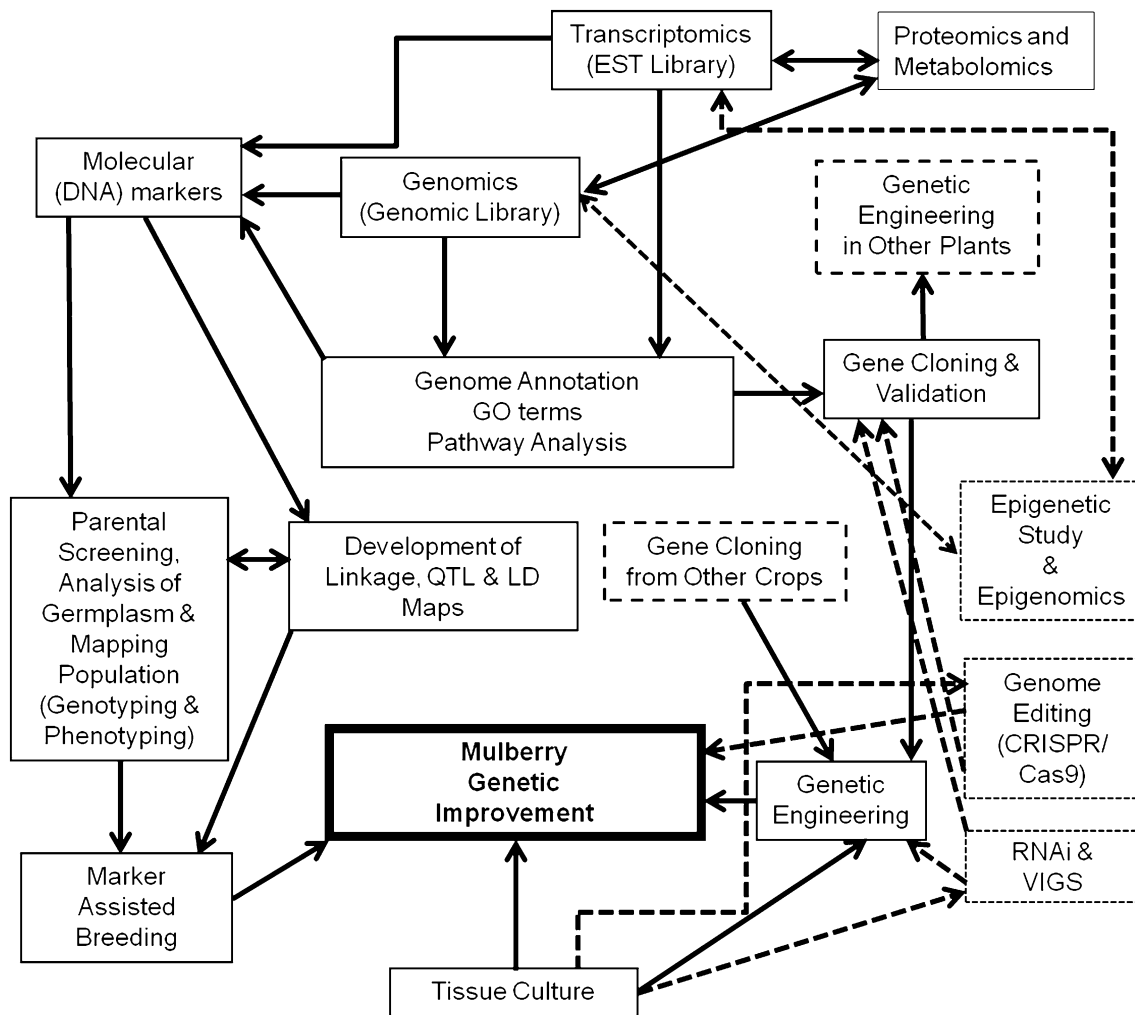 Transcriptomics
(EST Library)
Proteomics and
Metabolomics
Molecular
(DNA) markers
Genomics
(Genomic Library)
Genetic
Engineering
in Other Plants
Genome Annotation
GO terms
Pathway Analysis
Gene Cloning &
Validation
Parental
Screening,
Analysis of
Germplasm &
Mapping
Population
(Genotyping &
Phenotyping)
Development of
Linkage, QTL & LD
Maps
Gene Cloning
from Other Crops
Epigenetic
Study
&
Epigenomics
Genome
Editing
(CRISPR/
Cas9)
Mulberry
Genetic
Improvement
Genetic
Engineering
RNAi &
VIGS
Marker
Assisted
Breeding
Tissue Culture